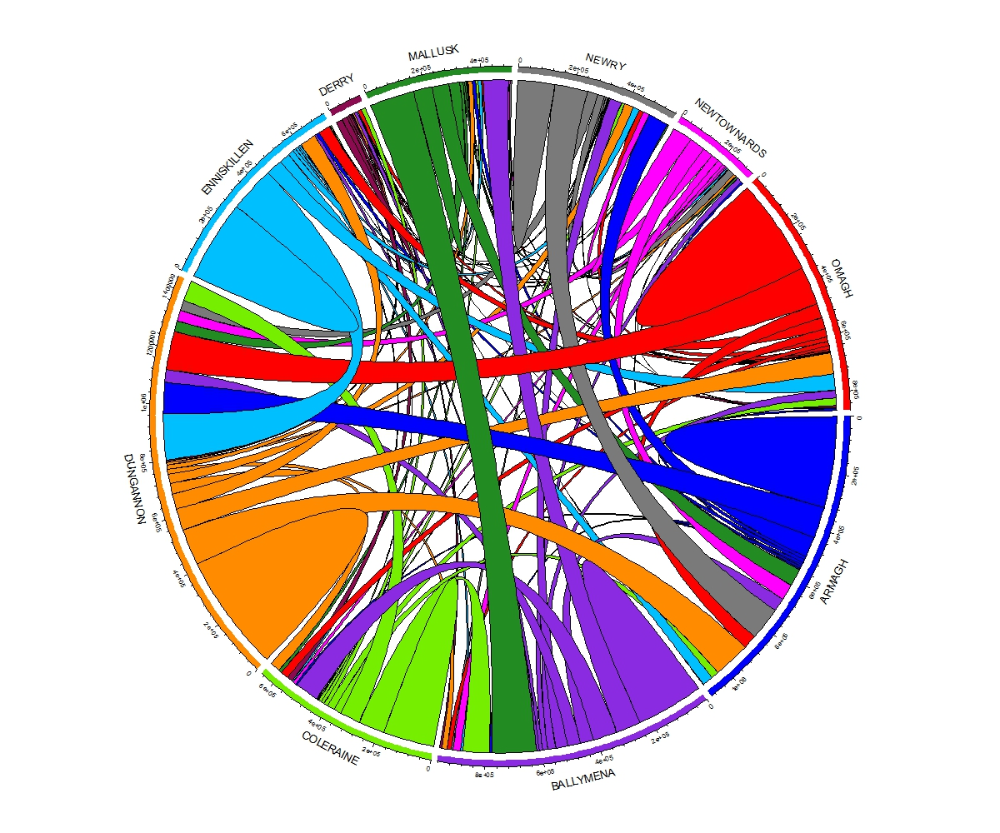 MALLUSK
0
2e+05
4e+05
NEWRY
0
2e+05
4e+05
NEWTOWNARDS
0
2e+05
OMAGH
0
2e+05
4e+05
6e+05
8e+05
ARMAGH
0
2e+05
4e+05
6e+05
8e+05
1e+06
BALLYMENA
0
2e+05
4e+05
6e+05
8e+05
COLERAINE
0
2e+05
4e+05
6e+05
DUNGANNON
0
2e+05
4e+05
6e+05
8e+05
1e+06
1200000
1400000
ENNISKILLEN
0
2e+05
4e+05
6e+05
DERRY
0